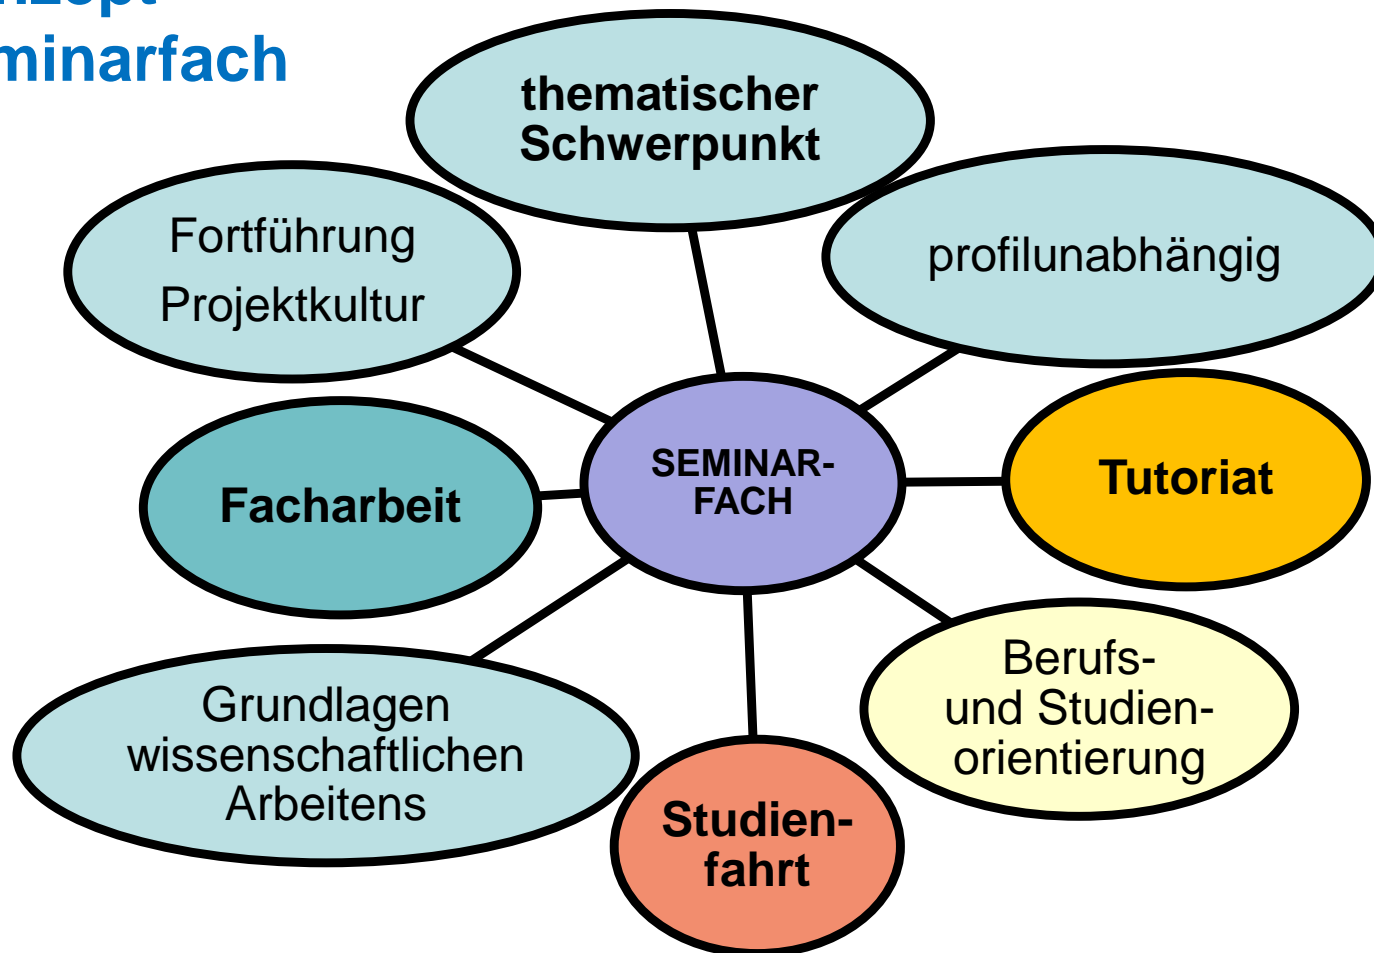 nzept
minarfach
thematischer
Schwerpunkt
Fortführung
Projektkultur
profilunabhängig
SEMINAR-
FACH
Facharbeit
Tutoriat
Grundlagen
wissenschaftlichen
Arbeitens
Berufs-
und Studien-
orientierung
Studien-
fahrt